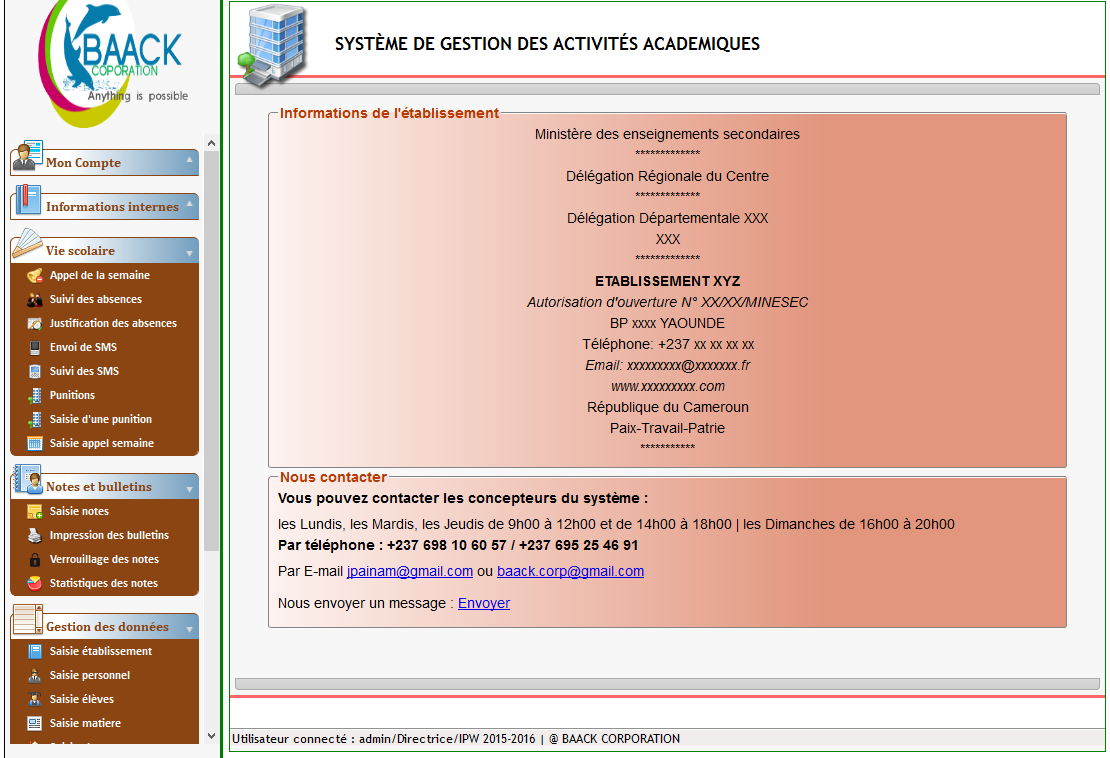 BAACK
COPORATION
Anything is possible
Mon Compte
Informations internes
Vie scolaire
Appel de la semaine
Suivi des absences
Justification des absences
Envoi de SMS
Suivi des SMS
Punitions
Saisie d'une punition
Saisie appel semaine
Notes et bulletins
Saisie notes
Impression des bulletins
Verrouillage des notes
Statistiques des notes
Gestion des données
Saisie établissement
Saisie personnel
Saisie élèves
Saisie matiere
SYSTÈME DE GESTION DES ACTIVITÉS ACADEMIQUES
Informations de l'établissement
Ministère des enseignements secondaires
*************
Délégation Régionale du Centre
*************
Délégation Départementale XXX
XXX
*************
ETABLISSEMENT XYZ
Autorisation d'ouverture N° XX/XX/MINESEC
BP xxxx YAOUNDE
Téléphone: +237 xx xx xx xx
Email: xxxxxxxxx@xxxxxxx.fr
www.xxxxxxxxx.com
République du Cameroun
Paix-Travail-Patrie
***********
Nous contacter
Vous pouvez contacter les concepteurs du système :
les Lundis, les Mardis, les Jeudis de 9h00 à 12h00 et de 14h00 à 18h00 | les Dimanches de 16h00 à 20h00
Par téléphone : +237 698 10 60 57 / +237 695 25 46 91
Par E-mail jpainam@gmail.com ou baack.corp@gmail.com
Nous envoyer un message : Envoyer
Utilisateur connecté : admin/Directrice/IPW 2015-2016 | @ BAACK CORPORATION